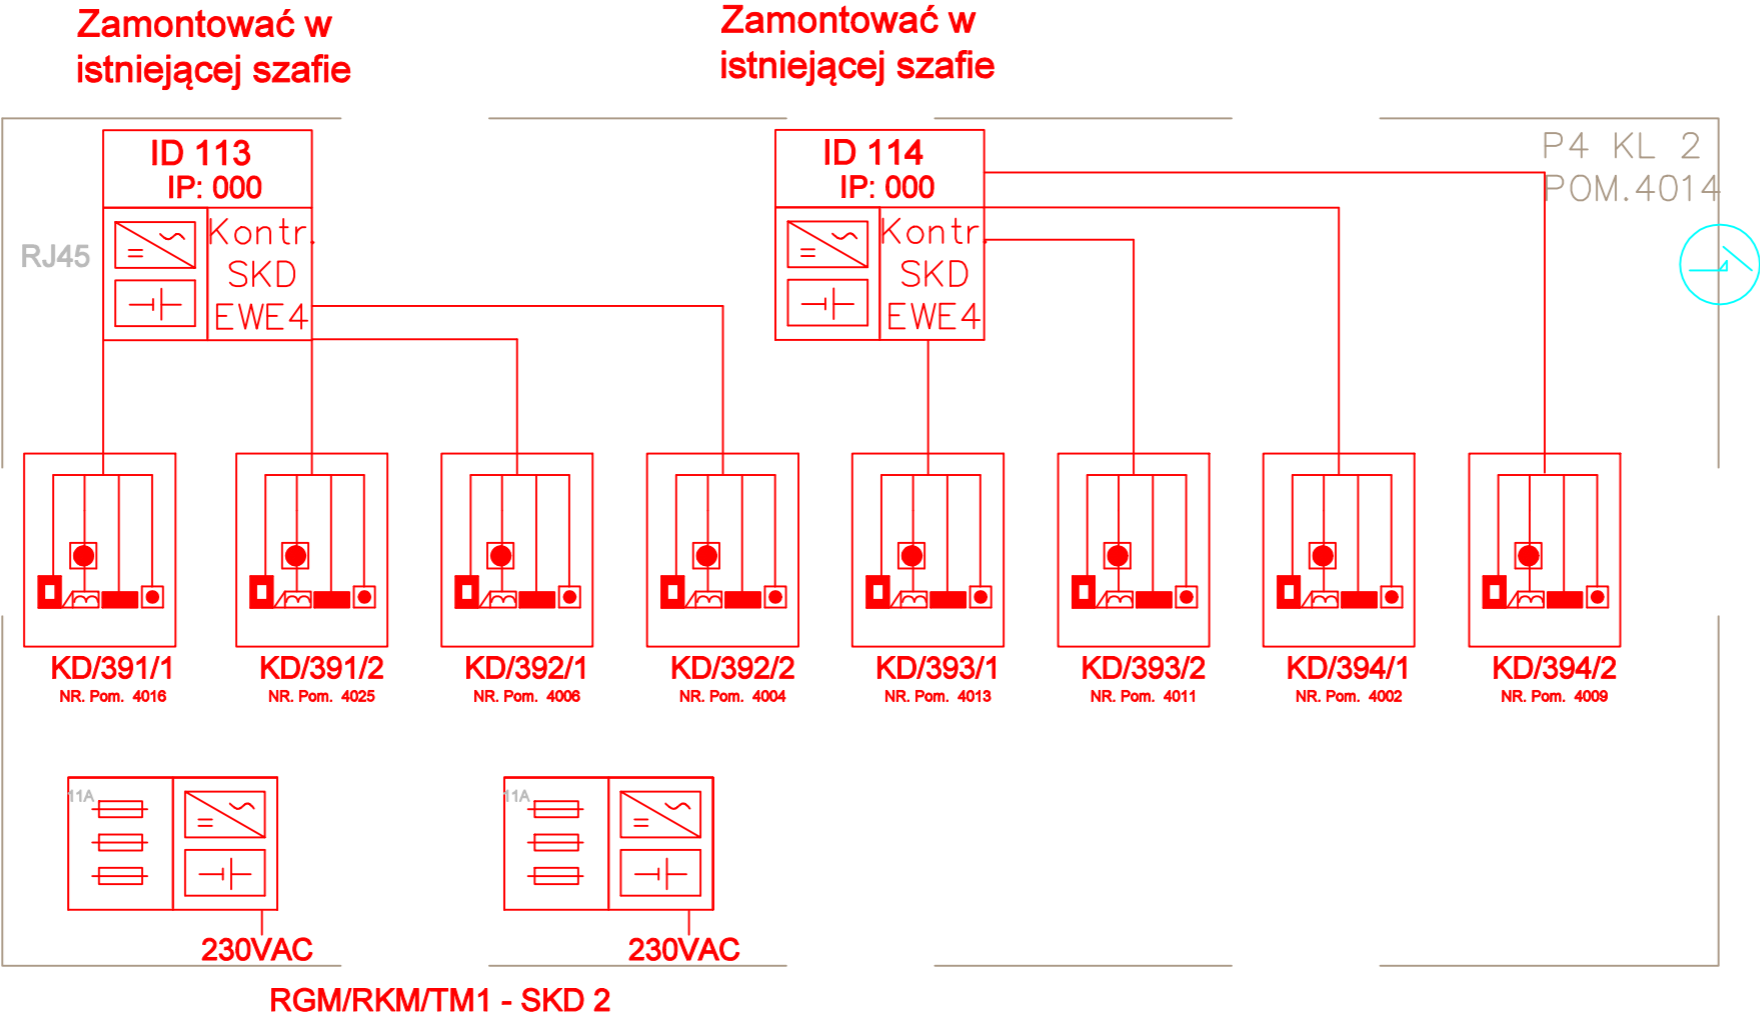 Zamontować w
istniejącej szafie
Zamontować w
istniejącej szafie
ID 113
IP: 000
Kontr.
SKD
EWE4
RJ45
ID 114
IP: 000
Kontr.
SKD
EWE4
P4 KL 2
POM.4014
KD/391/1
NR. Pom. 4016
KD/391/2
NR. Pom. 4025
KD/392/1
NR. Pom. 4006
KD/392/2
NR. Pom. 4004
KD/393/1
NR. Pom. 4013
KD/393/2
NR. Pom. 4011
KD/394/1
NR. Pom. 4002
KD/394/2
NR. Pom. 4009
11A
230VAC
11A
230VAC
RGM/RKM/TM1 - SKD 2